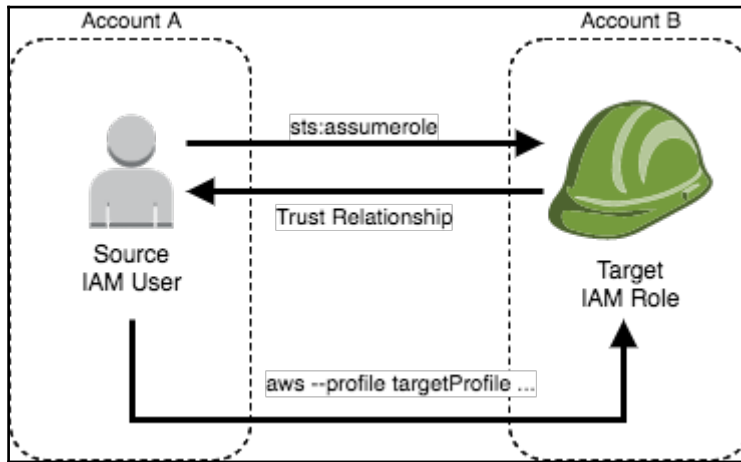 Account A
Account B
sts:assumerole
Trust Relationship
Source
IAM User
Target
IAM Role
aws --profile targetProfile ...